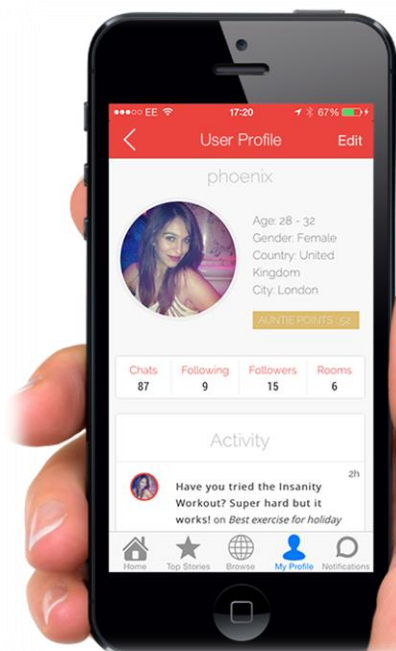 EE 17:20 67%
User Profile Edit
phoenix
Age: 28 - 32
Gender: Female
Country: United
Kingdom
City: London
AUNTIE POINTS : 52
Chats Following Followers Rooms
87 9 15 6
Activity
2h
Have you tried the Insanity
Workout? Super hard but it
works! on Best exercise for holiday
Home Top Stories Browse My Profile Notifications